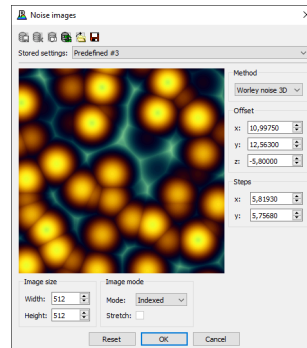 Noise images
Stored settings: Predefined #3
Method
Worley noise 3D
Offset
x: 10,99750
y: 12,56300
z: -5,80000
Steps
x: 5,81930
y: 5,75680
Image size
Width: 512
Height: 512
Image mode
Mode: Indexed
Stretch:
Reset OK Cancel